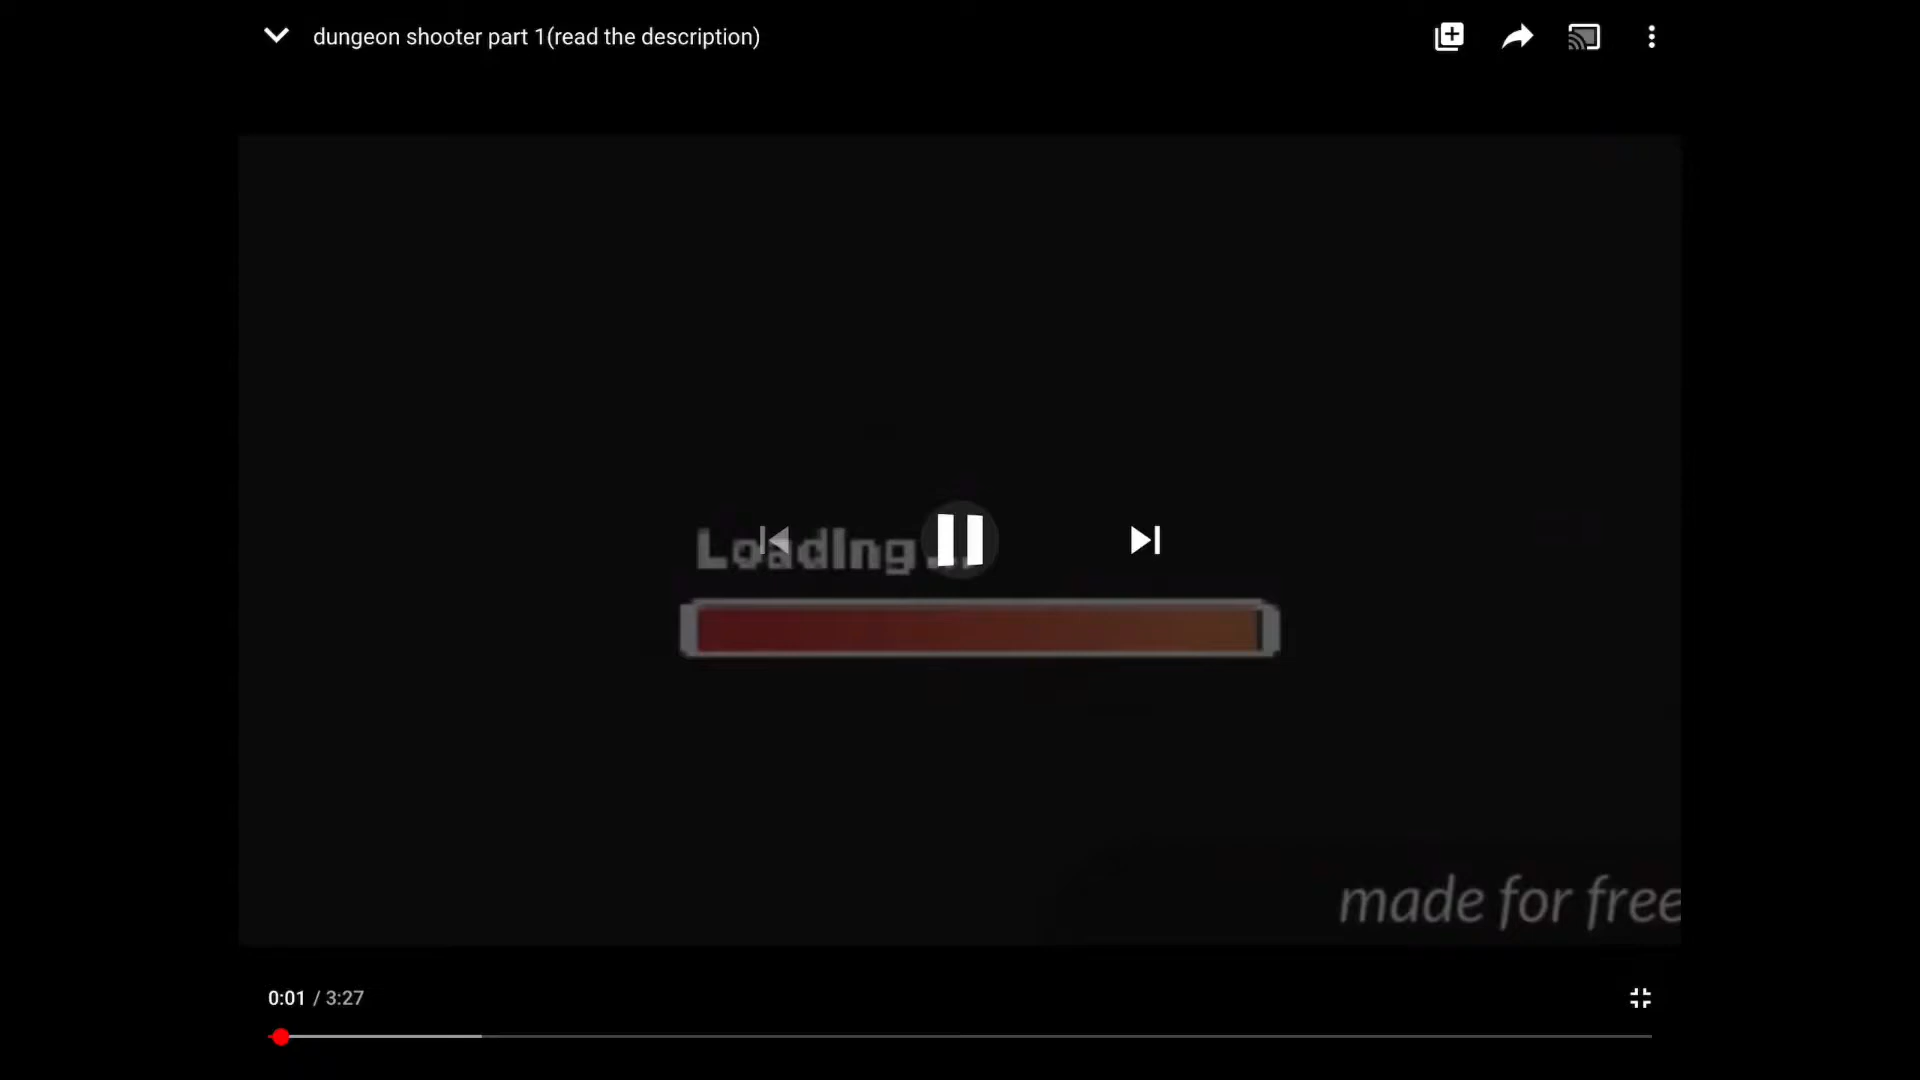 dungeon shooter part 1(read the description)
Loading...
made for free
0:01 / 3:27